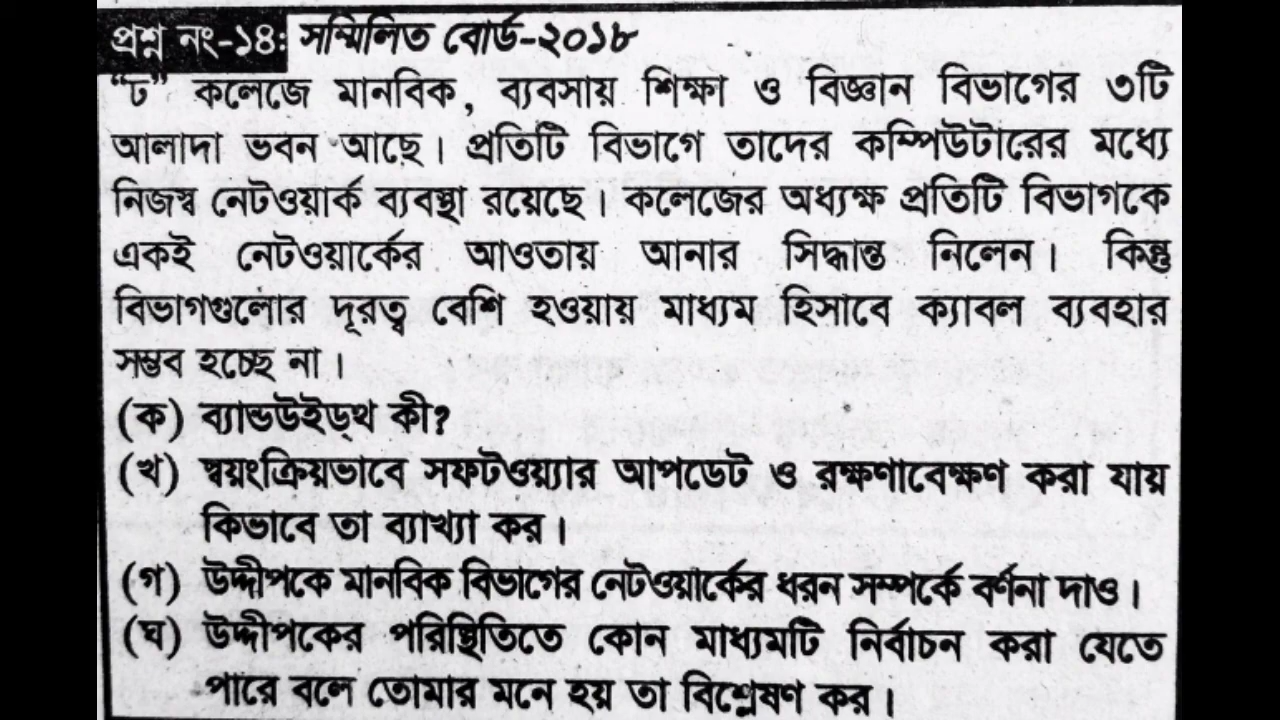 প্রশ্ন নং-১৪: সম্মিলিত বোর্ড-২০১৮
“ঢ” কলেজে মানবিক, ব্যবসায় শিক্ষা ও বিজ্ঞান বিভাগের ৩টি
আলাদা ভবন আছে। প্রতিটি বিভাগে তাদের কম্পিউটারের মধ্যে
নিজস্ব নেটওয়ার্ক ব্যবস্থা রয়েছে। কলেজের অধ্যক্ষ প্রতিটি বিভাগকে
একই নেটওয়ার্কের আওতায় আনার সিদ্ধান্ত নিলেন। কিন্তু
বিভাগগুলোর দূরত্ব বেশি হওয়ায় মাধ্যম হিসাবে ক্যাবল ব্যবহার
সম্ভব হচ্ছে না।
(ক) ব্যান্ডউইড্থ কী?
(খ) স্বয়ংক্রিয়ভাবে সফটওয়্যার আপডেট ও রক্ষণাবেক্ষণ করা যায়
কিভাবে তা ব্যাখ্যা কর।
(গ) উদ্দীপকে মানবিক বিভাগের নেটওয়ার্কের ধরন সম্পর্কে বর্ণনা দাও।
(ঘ) উদ্দীপকের পরিস্থিতিতে কোন মাধ্যমটি নির্বাচন করা যেতে
পারে বলে তোমার মনে হয় তা বিশ্লেষণ কর।